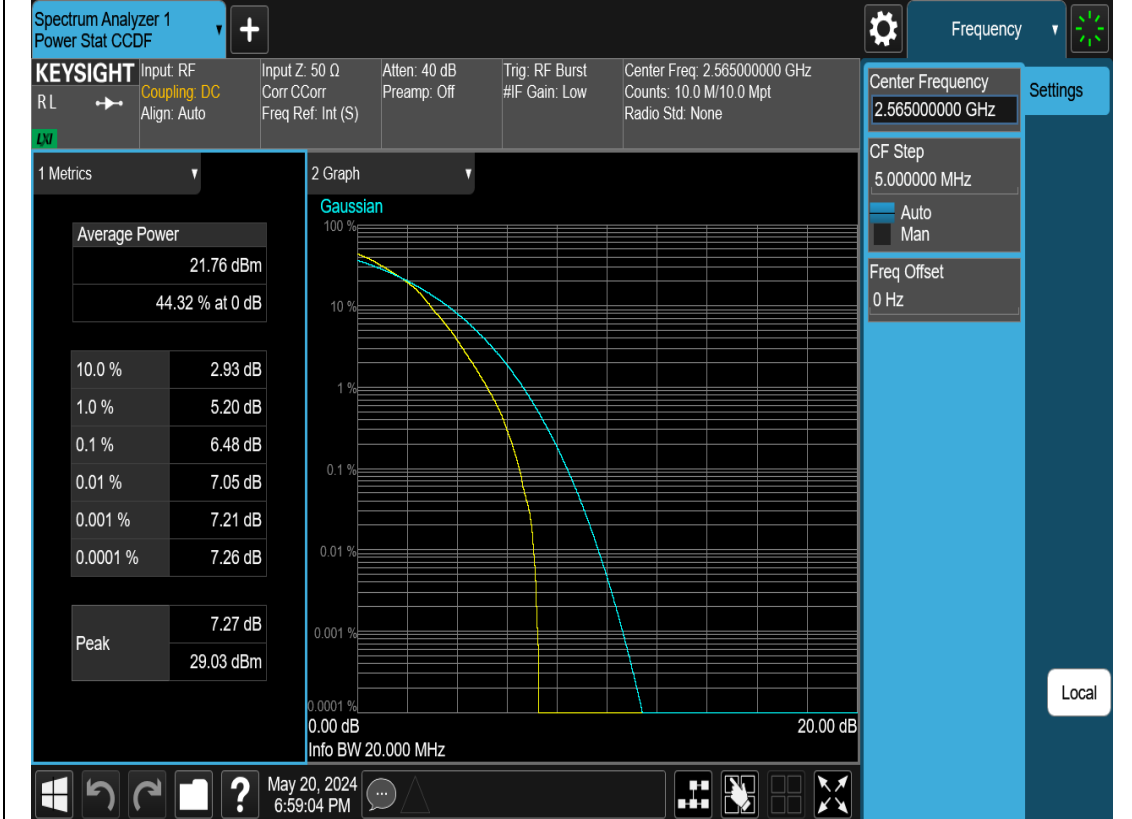 Spectrum Analyzer 1
Power Stat CCDF
+
Frequency
KEYSIGHT
RL
LXI
Input: RF
Coupling: DC
Align: Auto
Input Z: 50 Ω
Corr CCorr
Freq Ref: Int (S)
Atten: 40 dB
Preamp: Off
Trig: RF Burst
#IF Gain: Low
Center Freq: 2.565000000 GHz
Counts: 10.0 M/10.0 Mpt
Radio Std: None
Center Frequency
2.565000000 GHz
Settings
CF Step
5.000000 MHz
Auto
Man
Freq Offset
0 Hz
1 Metrics
Average Power
21.76 dBm
44.32 % at 0 dB
10.0 % 2.93 dB
1.0 % 5.20 dB
0.1 % 6.48 dB
0.01 % 7.05 dB
0.001 % 7.21 dB
0.0001 % 7.26 dB
Peak
7.27 dB
29.03 dBm
2 Graph
Gaussian
100 %
10 %
1 %
0.1 %
0.01 %
0.001 %
0.0001 %
0.00 dB 20.00 dB
Info BW 20.000 MHz
Local
?
May 20, 2024
6:59:04 PM